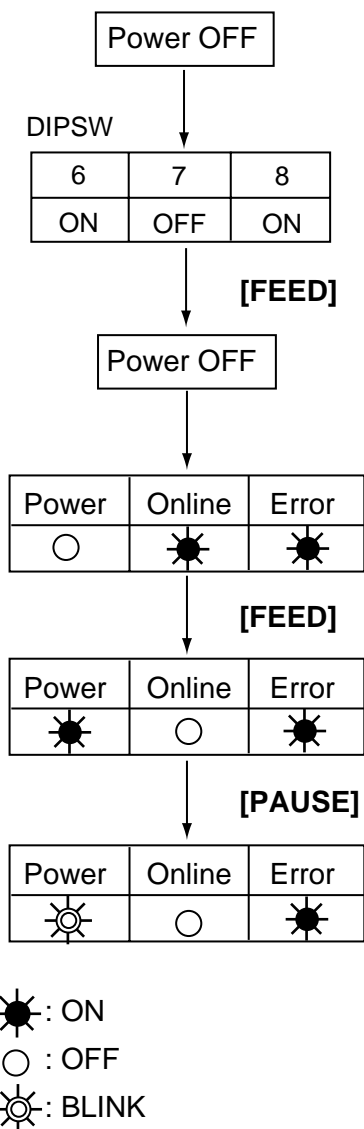 Power OFF
DIPSW
6 7 8
ON OFF ON
[FEED]
Power OFF
Power Online Error
[FEED]
Power Online Error
[PAUSE]
Power Online Error
: ON
: OFF
: BLINK